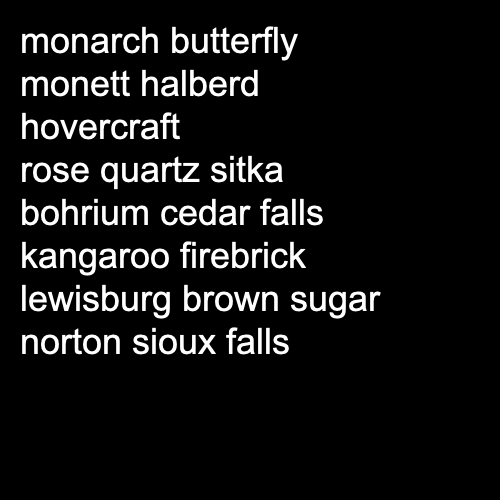 monarch butterfly
monett halberd
hovercraft
rose quartz sitka
bohrium cedar falls
kangaroo firebrick
lewisburg brown sugar
norton sioux falls